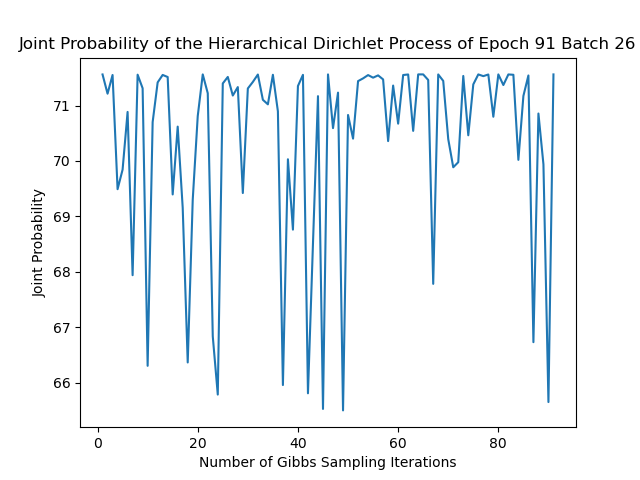 Joint Probability of the Hierarchical Dirichlet Process of Epoch 91 Batch 26
71
70
69
68
67
66
Joint Probability
0 20 40 60 80
Number of Gibbs Sampling Iterations